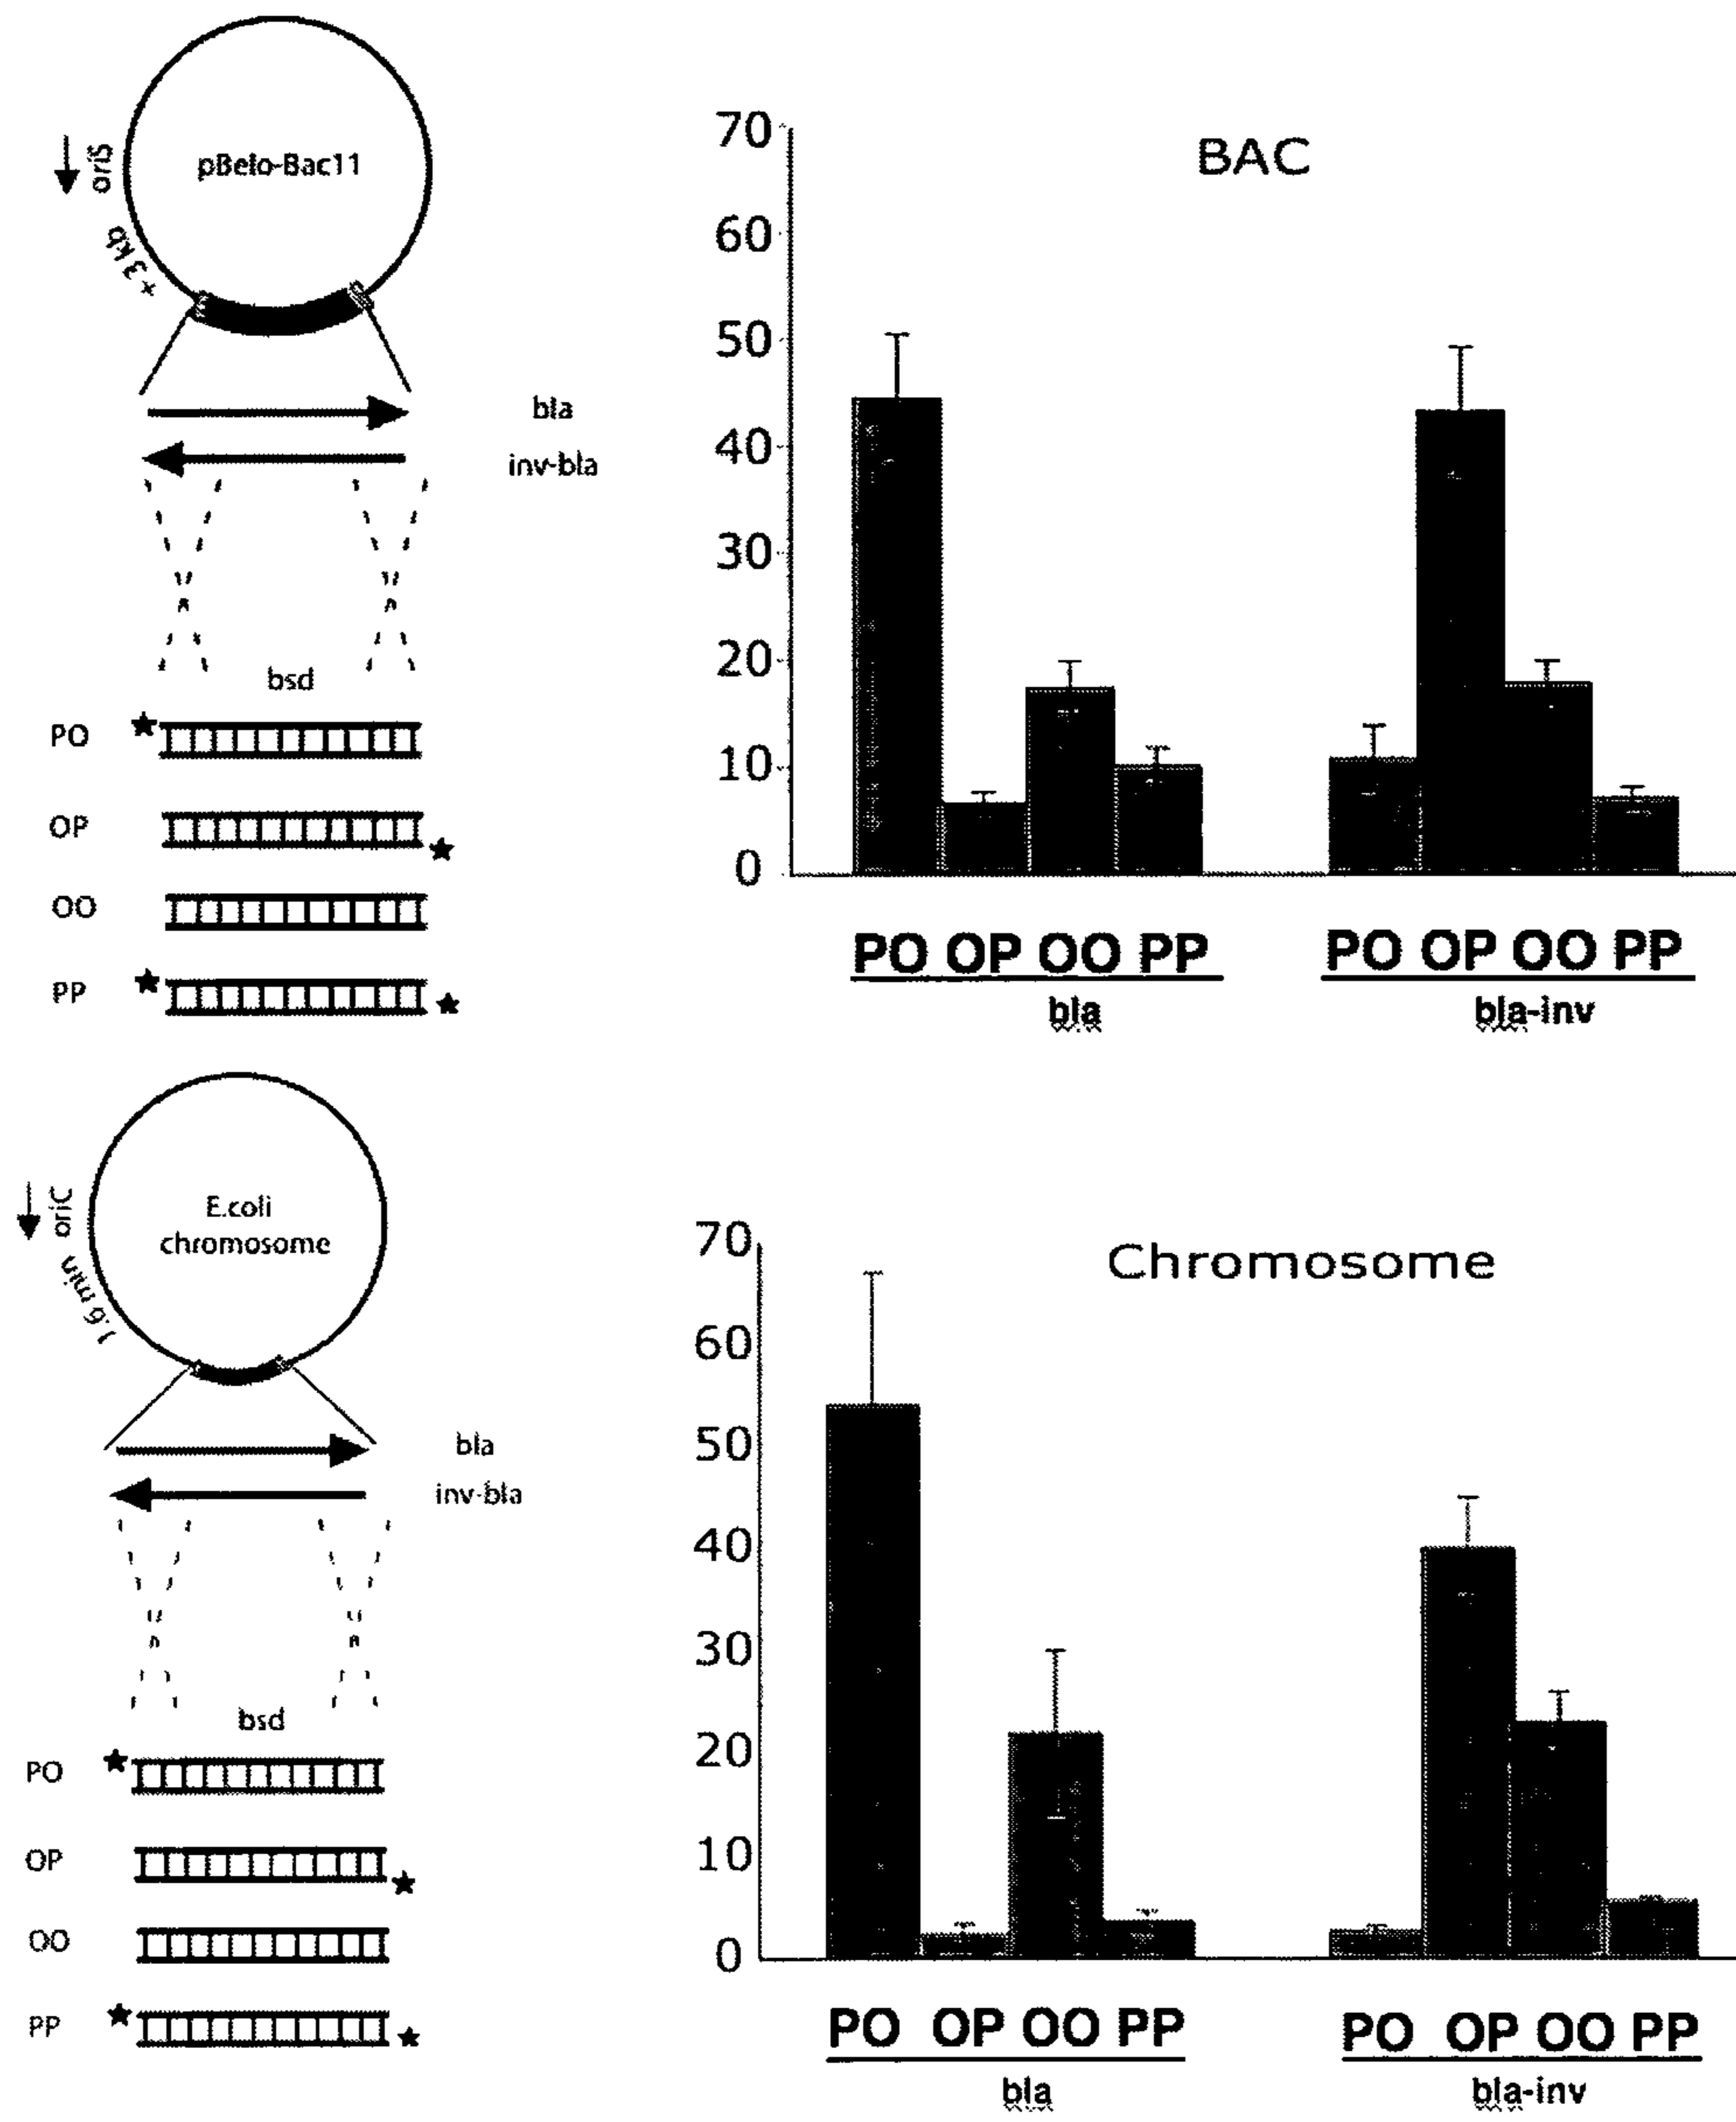 oriS
pBelo-Bac11
+ 3 kb
bla
inv-bla
bsd
PO
OP
OO
PP
BAC
70
60
50
40
30
20
10
0
PO OP OO PP
bla
PO OP OO PP
bla-inv
oriC
E.coli
chromosome
1.6 min
bla
inv-bla
bsd
PO
OP
OO
PP
Chromosome
70
60
50
40
30
20
10
0
PO OP OO PP
bla
PO OP OO PP
bla-inv